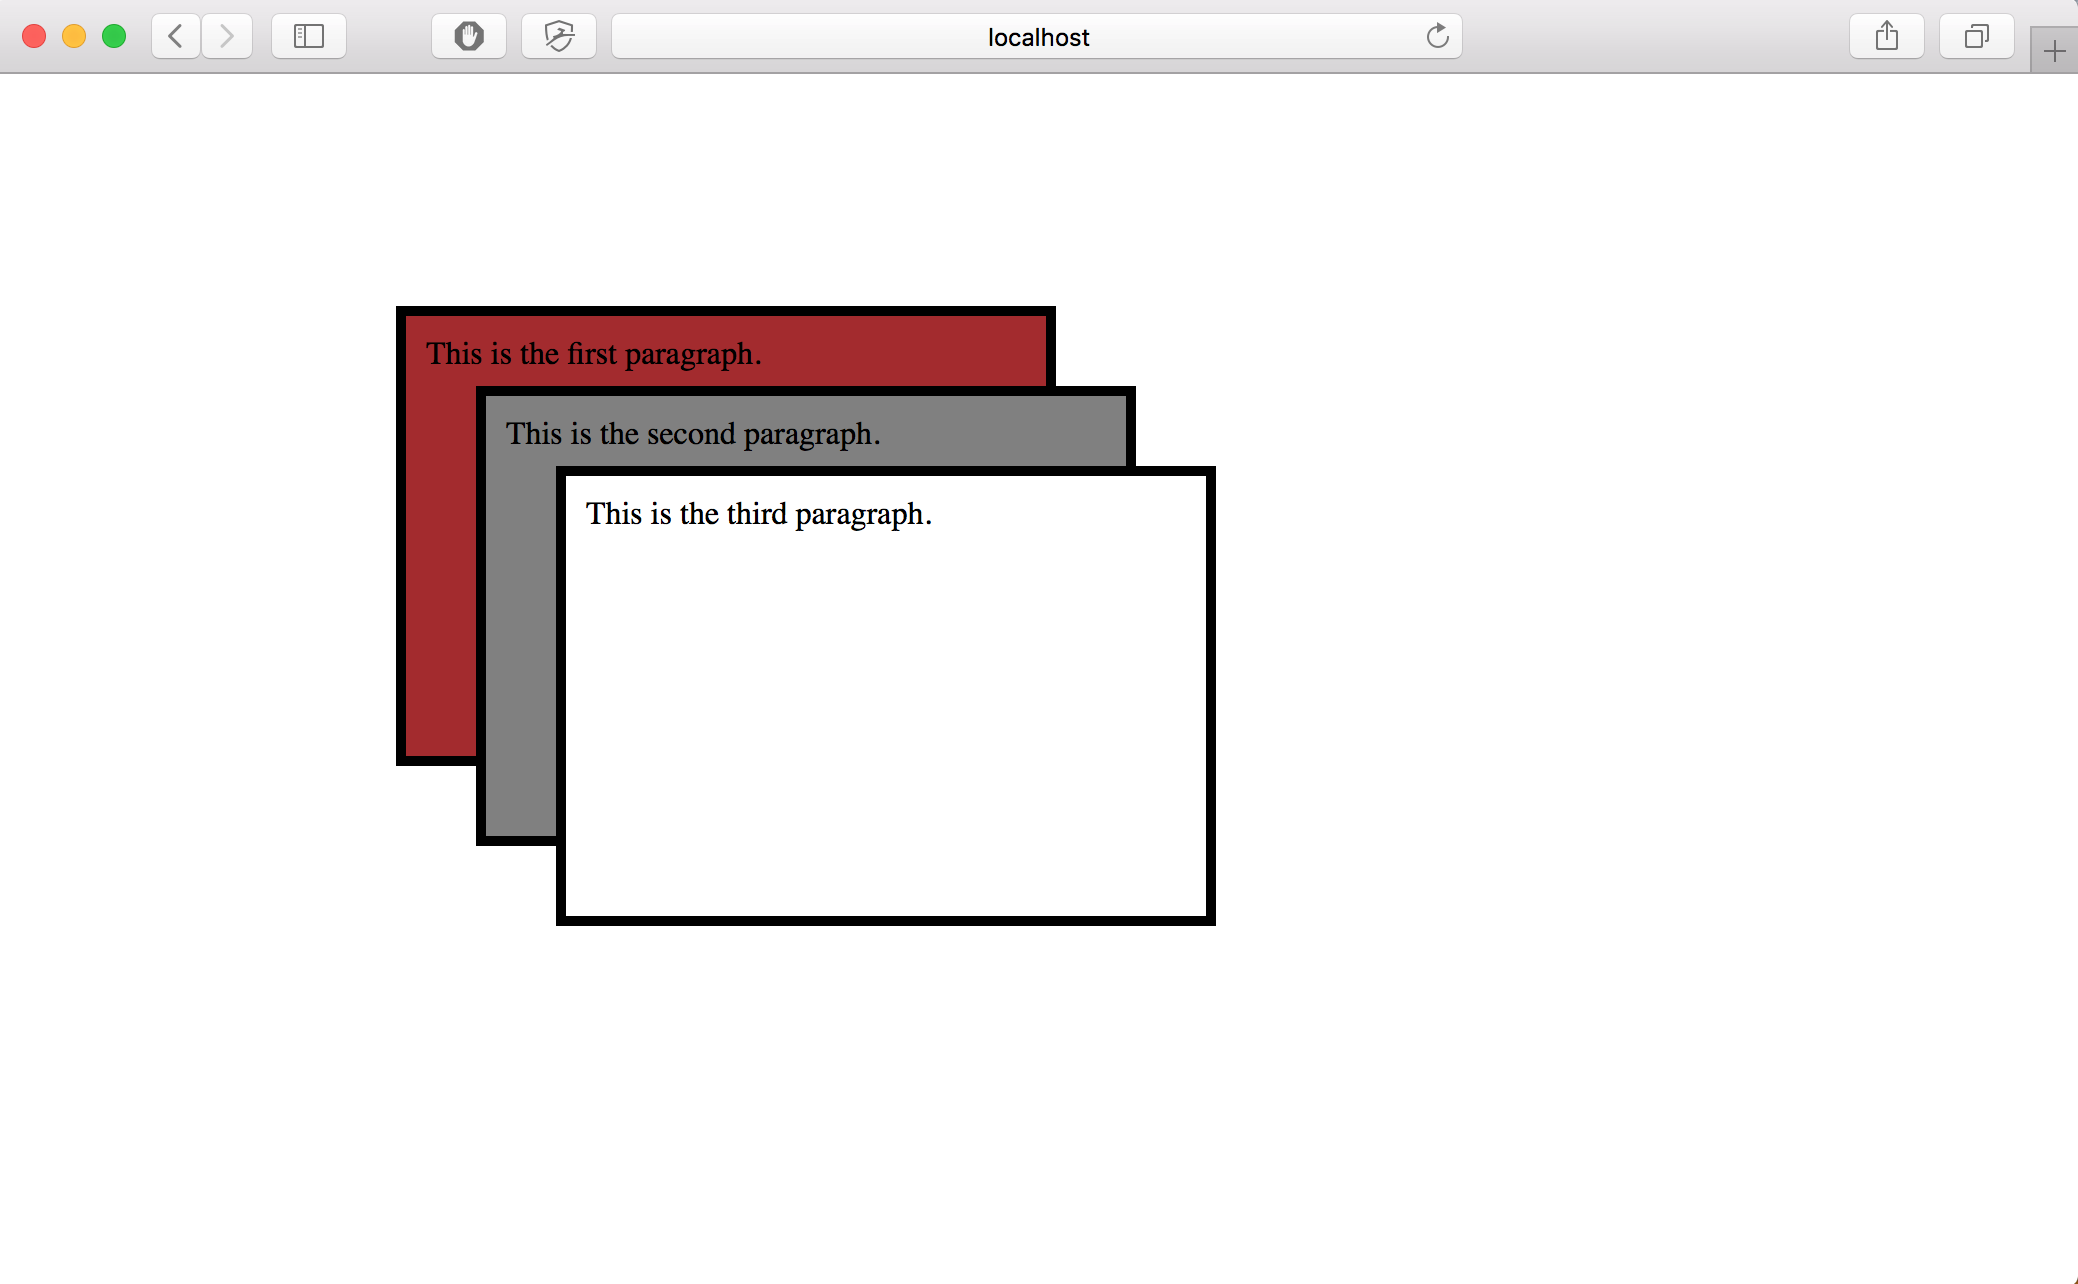 localhost
This is the first paragraph.
This is the second paragraph.
This is the third paragraph.